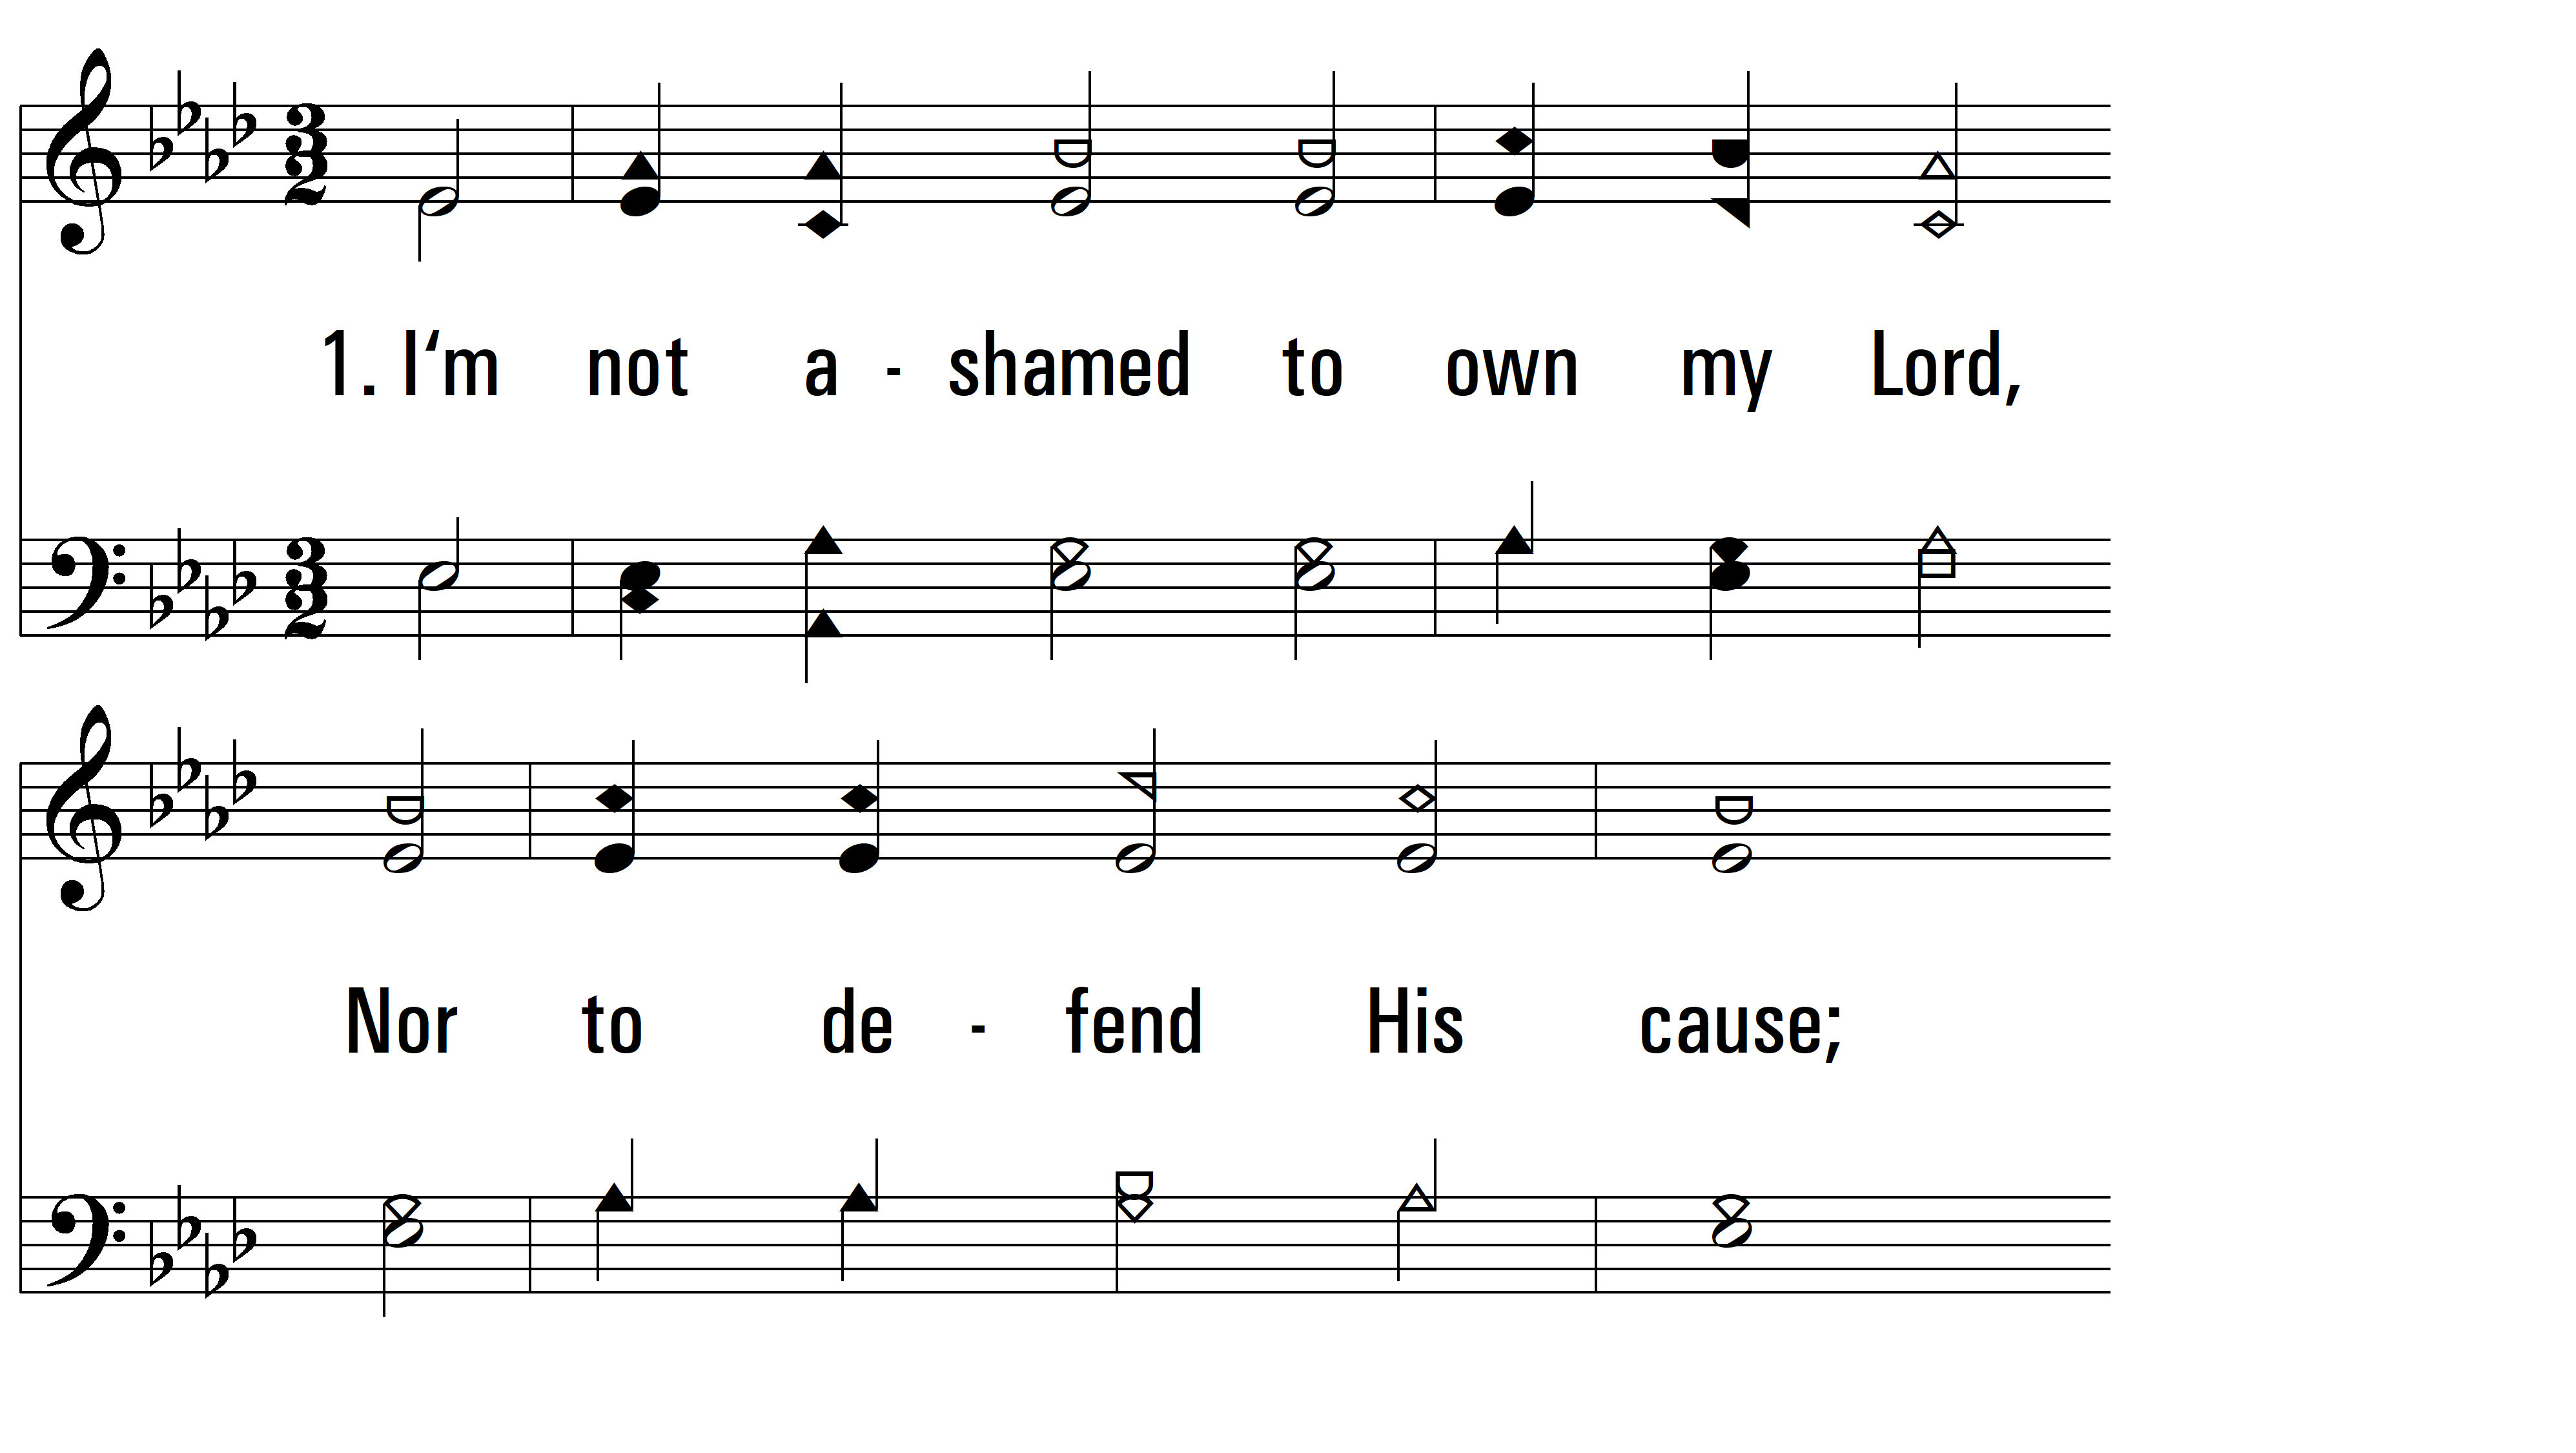 1. I‘m not a - shamed to own my Lord,
Nor to de - fend His cause;